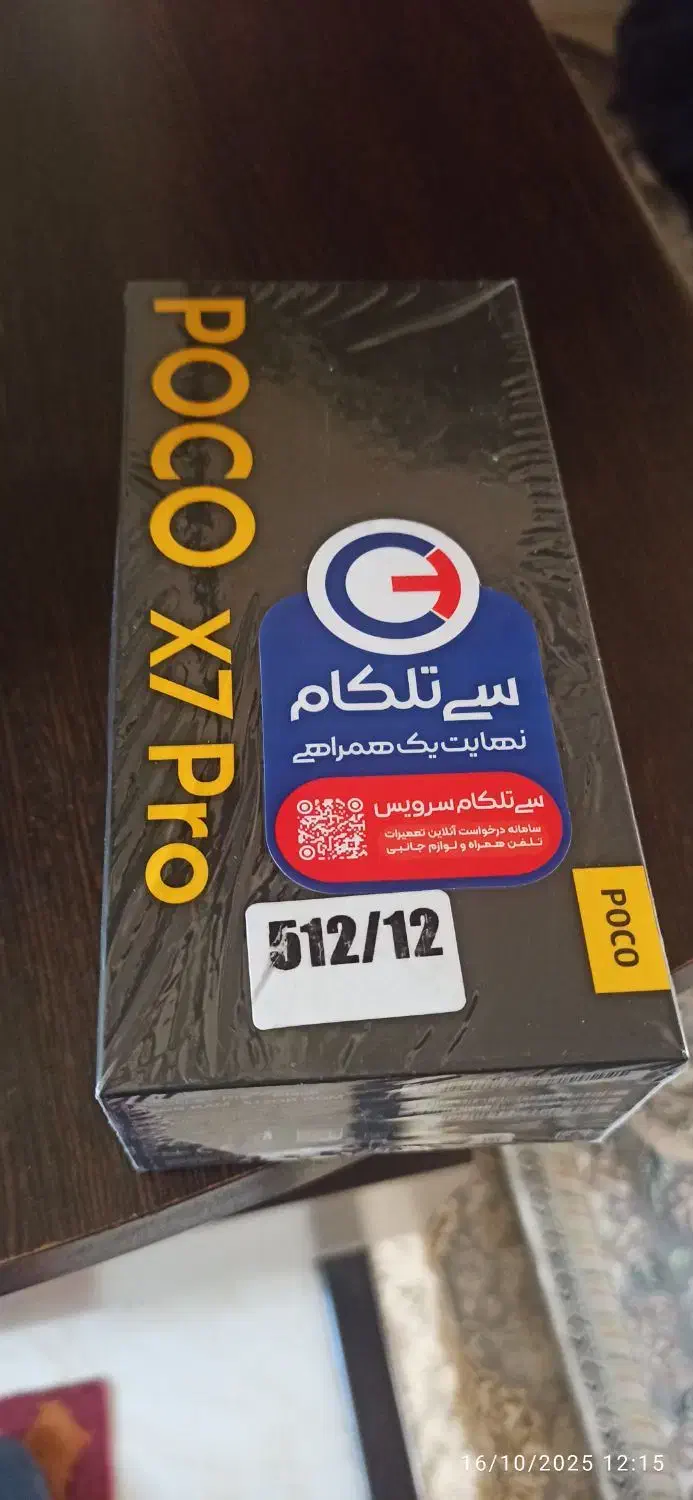 POCO X7 Pro
سی تلکام
نهایت یک همراهی
سی تلکام سرویس
سامانه درخواست آنلاین تعمیرات
تلفن همراه و لوازم جانبی
512/12
POCO
16/10/2025 12:15